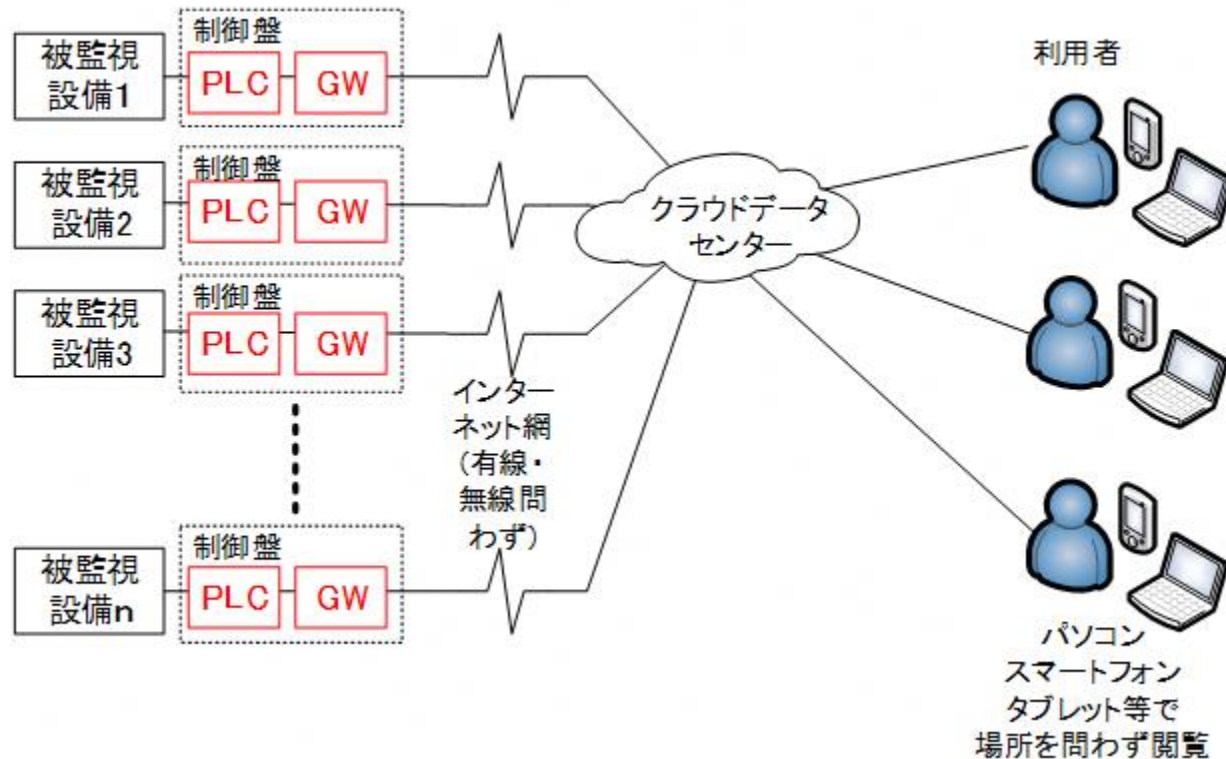 制御盤
被監視
設備1
PLC
GW
制御盤
被監視
設備2
PLC
GW
制御盤
被監視
設備3
PLC
GW
インター
ネット網
(有線・
無線問
わず)
制御盤
被監視
設備n
PLC
GW
クラウドデータ
センター
利用者
パソコン
スマートフォン
タブレット等で
場所を問わず閲覧